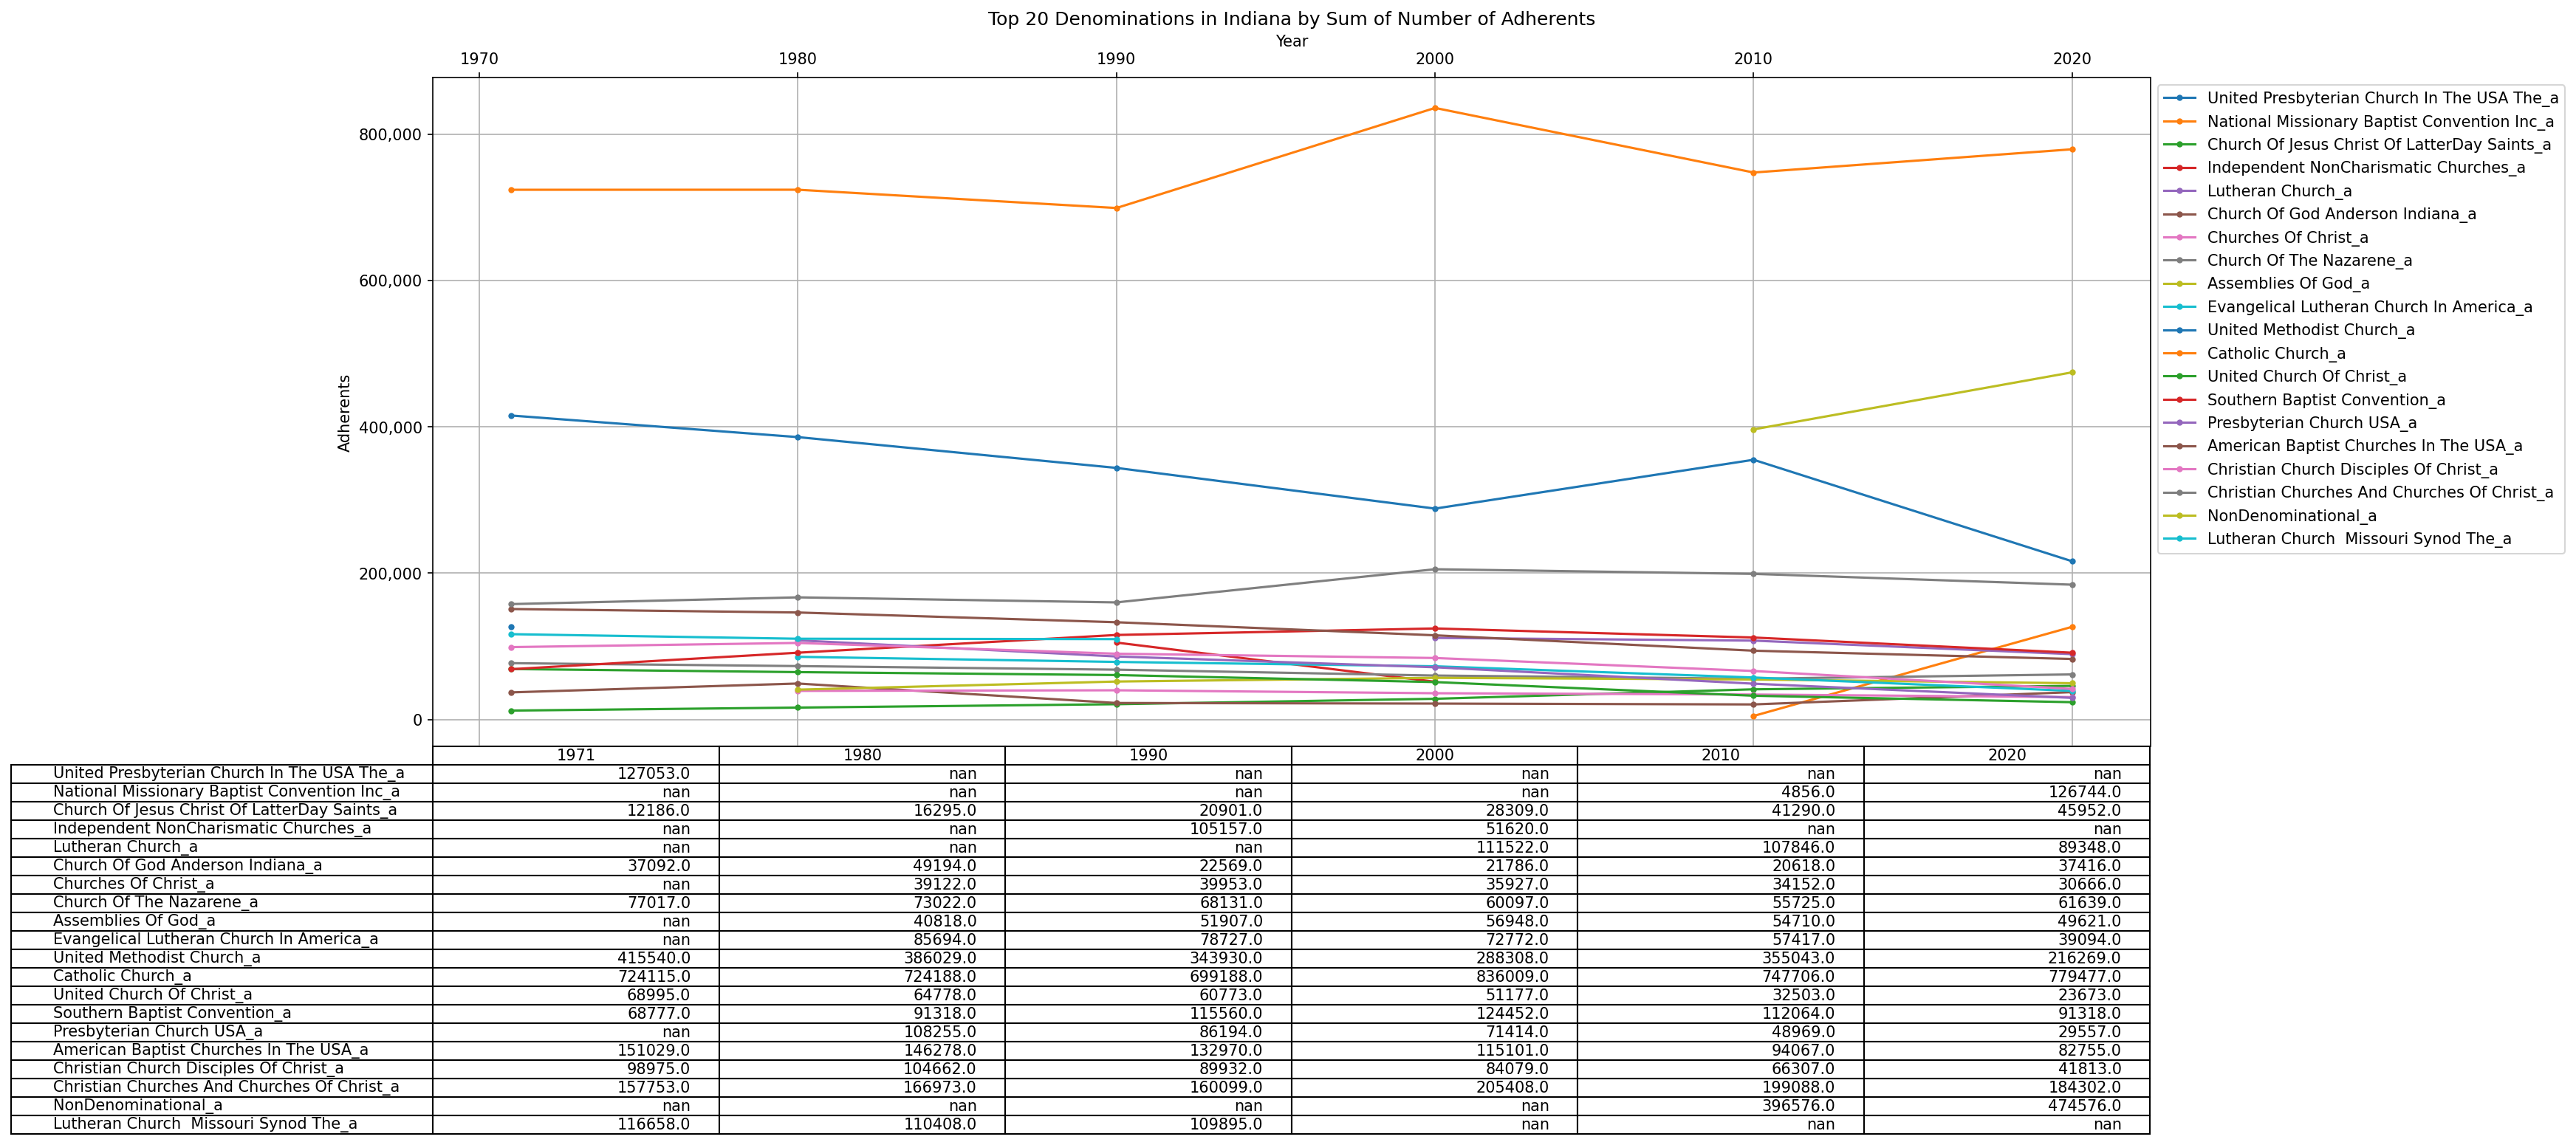 Top 20 Denominations in Indiana by Sum of Number of Adherents
Year
1970 1980 1990 2000 2010 2020
800,000
600,000
400,000
200,000
0
Adherents
United Presbyterian Church In The USA The_a
National Missionary Baptist Convention Inc_a
Church Of Jesus Christ Of LatterDay Saints_a
Independent NonCharismatic Churches_a
Lutheran Church_a
Church Of God Anderson Indiana_a
Churches Of Christ_a
Church Of The Nazarene_a
Assemblies Of God_a
Evangelical Lutheran Church In America_a
United Methodist Church_a
Catholic Church_a
United Church Of Christ_a
Southern Baptist Convention_a
Presbyterian Church USA_a
American Baptist Churches In The USA_a
Christian Church Disciples Of Christ_a
Christian Churches And Churches Of Christ_a
NonDenominational_a
Lutheran Church  Missouri Synod The_a
1971 1980 1990 2000 2010 2020
United Presbyterian Church In The USA The_a 127053.0 nan nan nan nan nan
National Missionary Baptist Convention Inc_a nan nan nan nan 4856.0 126744.0
Church Of Jesus Christ Of LatterDay Saints_a 12186.0 16295.0 20901.0 28309.0 41290.0 45952.0
Independent NonCharismatic Churches_a nan nan 105157.0 51620.0 nan nan
Lutheran Church_a nan nan nan 111522.0 107846.0 89348.0
Church Of God Anderson Indiana_a 37092.0 49194.0 22569.0 21786.0 20618.0 37416.0
Churches Of Christ_a nan 39122.0 39953.0 35927.0 34152.0 30666.0
Church Of The Nazarene_a 77017.0 73022.0 68131.0 60097.0 55725.0 61639.0
Assemblies Of God_a nan 40818.0 51907.0 56948.0 54710.0 49621.0
Evangelical Lutheran Church In America_a nan 85694.0 78727.0 72772.0 57417.0 39094.0
United Methodist Church_a 415540.0 386029.0 343930.0 288308.0 355043.0 216269.0
Catholic Church_a 724115.0 724188.0 699188.0 836009.0 747706.0 779477.0
United Church Of Christ_a 68995.0 64778.0 60773.0 51177.0 32503.0 23673.0
Southern Baptist Convention_a 68777.0 91318.0 115560.0 124452.0 112064.0 91318.0
Presbyterian Church USA_a nan 108255.0 86194.0 71414.0 48969.0 29557.0
American Baptist Churches In The USA_a 151029.0 146278.0 132970.0 115101.0 94067.0 82755.0
Christian Church Disciples Of Christ_a 98975.0 104662.0 89932.0 84079.0 66307.0 41813.0
Christian Churches And Churches Of Christ_a 157753.0 166973.0 160099.0 205408.0 199088.0 184302.0
NonDenominational_a nan nan nan nan 396576.0 474576.0
Lutheran Church  Missouri Synod The_a 116658.0 110408.0 109895.0 nan nan nan